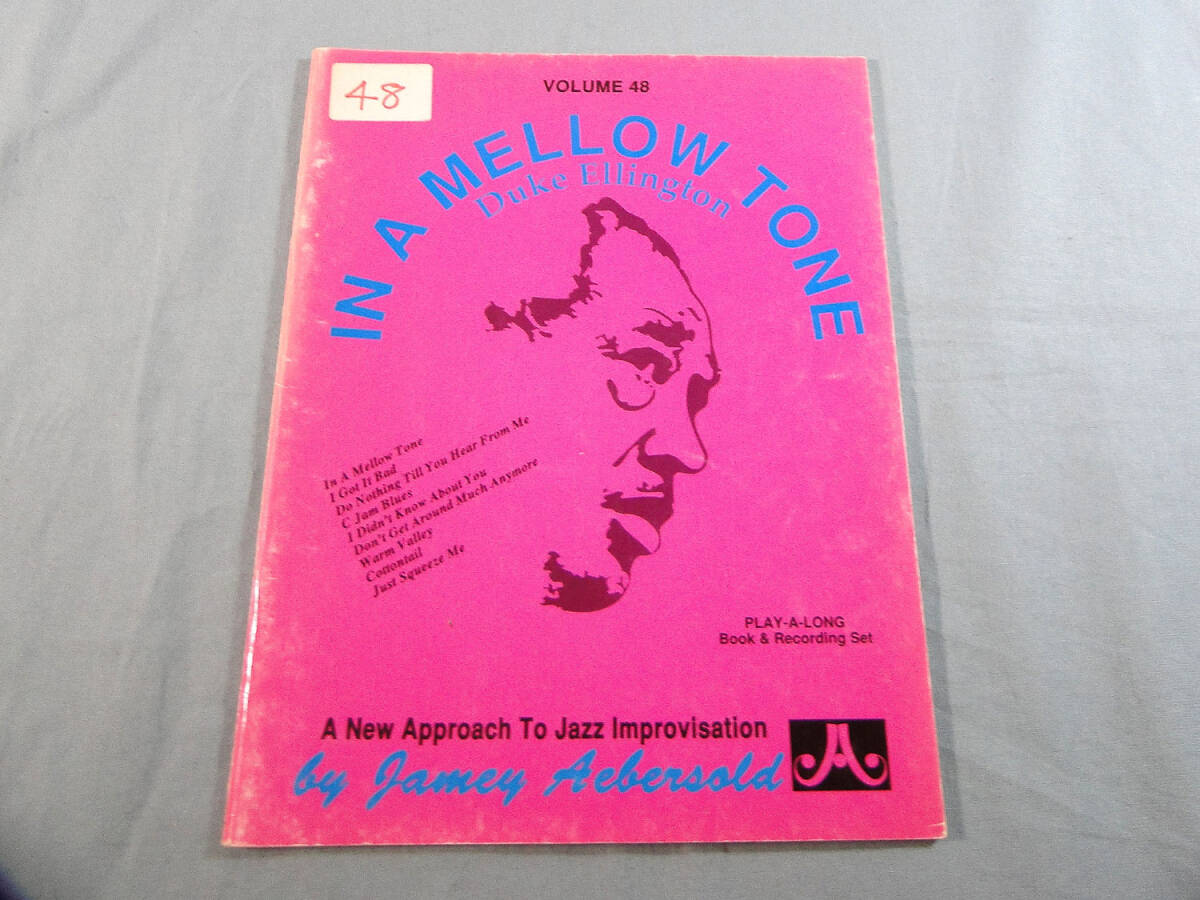 48
VOLUME 48
IN A MELLOW TONE
Duke Ellington
In A Mellow Tone
I Got It Bad
Do Nothing Till You Hear From Me
C Jam Blues
I Didn't Know About You
Don't Get Around Much Anymore
Warm Valley
Cottontail
Just Squeeze Me
PLAY-A-LONG
Book & Recording Set
A New Approach To Jazz Improvisation
by Jamey Aebersold
JA